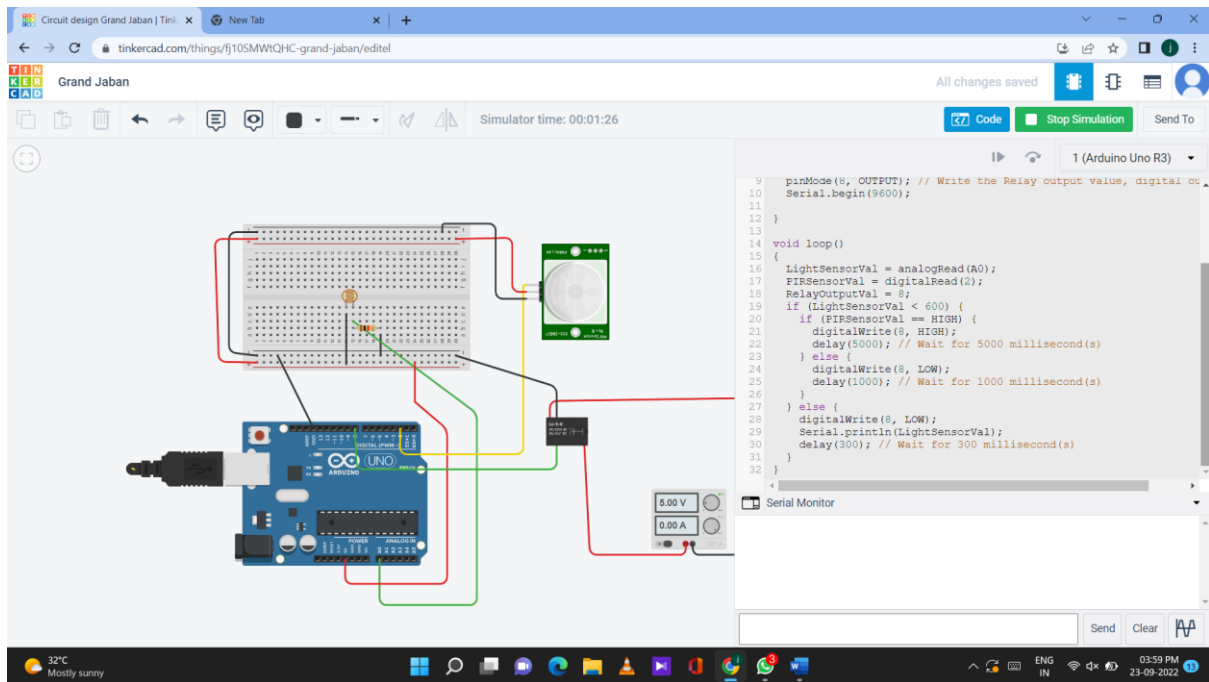 Circuit design Grand Jaban | Tink
New Tab
tinkercad.com/things/fj10SMWtQHC-grand-jaban/editel
TIN
KER
CAD
Grand Jaban
All changes saved
Simulator time: 00:01:26
Code
Stop Simulation
Send To
1 (Arduino Uno R3)
9 pinMode(8, OUTPUT); // Write the Relay output value, digital ou
10 Serial.begin(9600);
11
12 }
13
14 void loop()
15 {
16 LightSensorVal = analogRead(A0);
17 PIRSensorVal = digitalRead(2);
18 RelayOutputVal = 8;
19 if (LightSensorVal < 600) {
20 if (PIRSensorVal == HIGH) {
21 digitalWrite(8, HIGH);
22 delay(5000); // Wait for 5000 millisecond(s)
23 } else {
24 digitalWrite(8, LOW);
25 delay(1000); // Wait for 1000 millisecond(s)
26 }
27 } else {
28 digitalWrite(8, LOW);
29 Serial.println(LightSensorVal);
30 delay(300); // Wait for 300 millisecond(s)
31 }
32 }
DIGITAL (PWM
UNO
ARDUINO
POWER
ANALOG IN
5.00 V
0.00 A
Serial Monitor
Send
Clear
32°C
Mostly sunny
3
ENG
IN
03:59 PM
23-09-2022
13